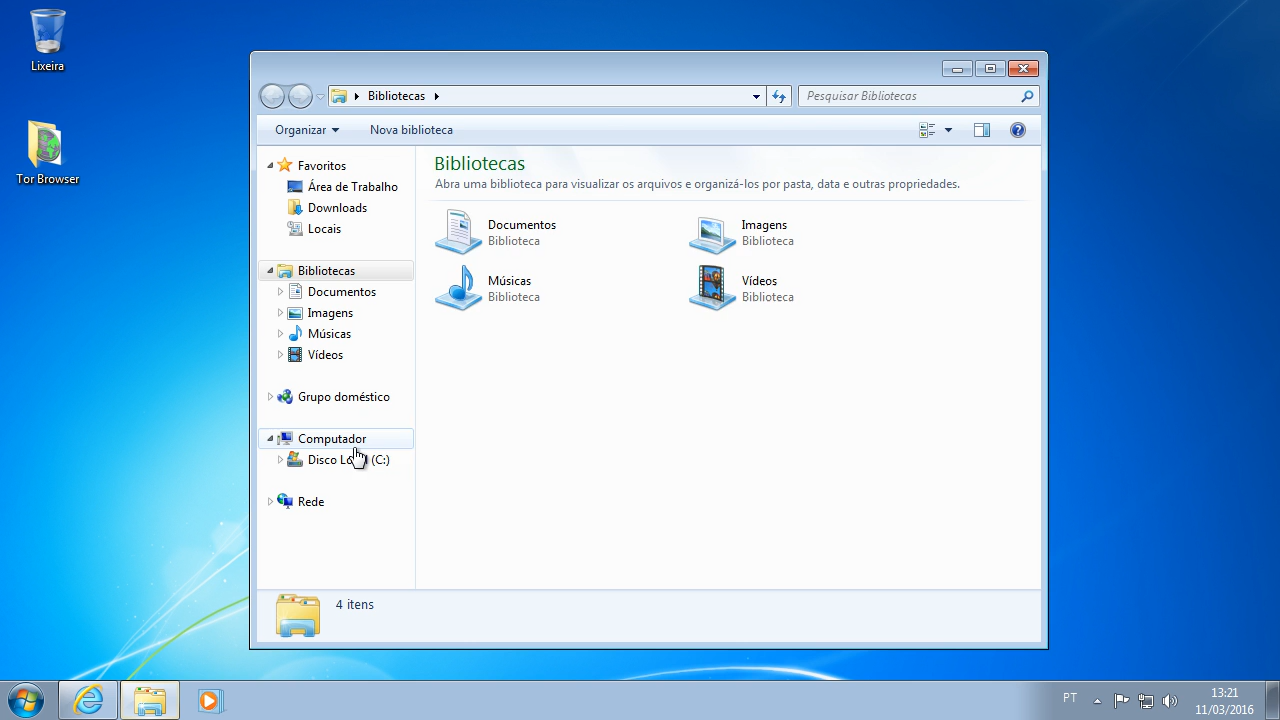 Lixeira
Tor Browser
Bibliotecas
Pesquisar Bibliotecas
Organizar
Nova biblioteca
Favoritos
Área de Trabalho
Downloads
Locais
Bibliotecas
Documentos
Imagens
Músicas
Vídeos
Grupo doméstico
Computador
Disco Local (C:)
Rede
Bibliotecas
Abra uma biblioteca para visualizar os arquivos e organizá-los por pasta, data e outras propriedades.
Documentos
Biblioteca
Imagens
Biblioteca
Músicas
Biblioteca
Vídeos
Biblioteca
4 itens
PT
13:21
11/03/2016